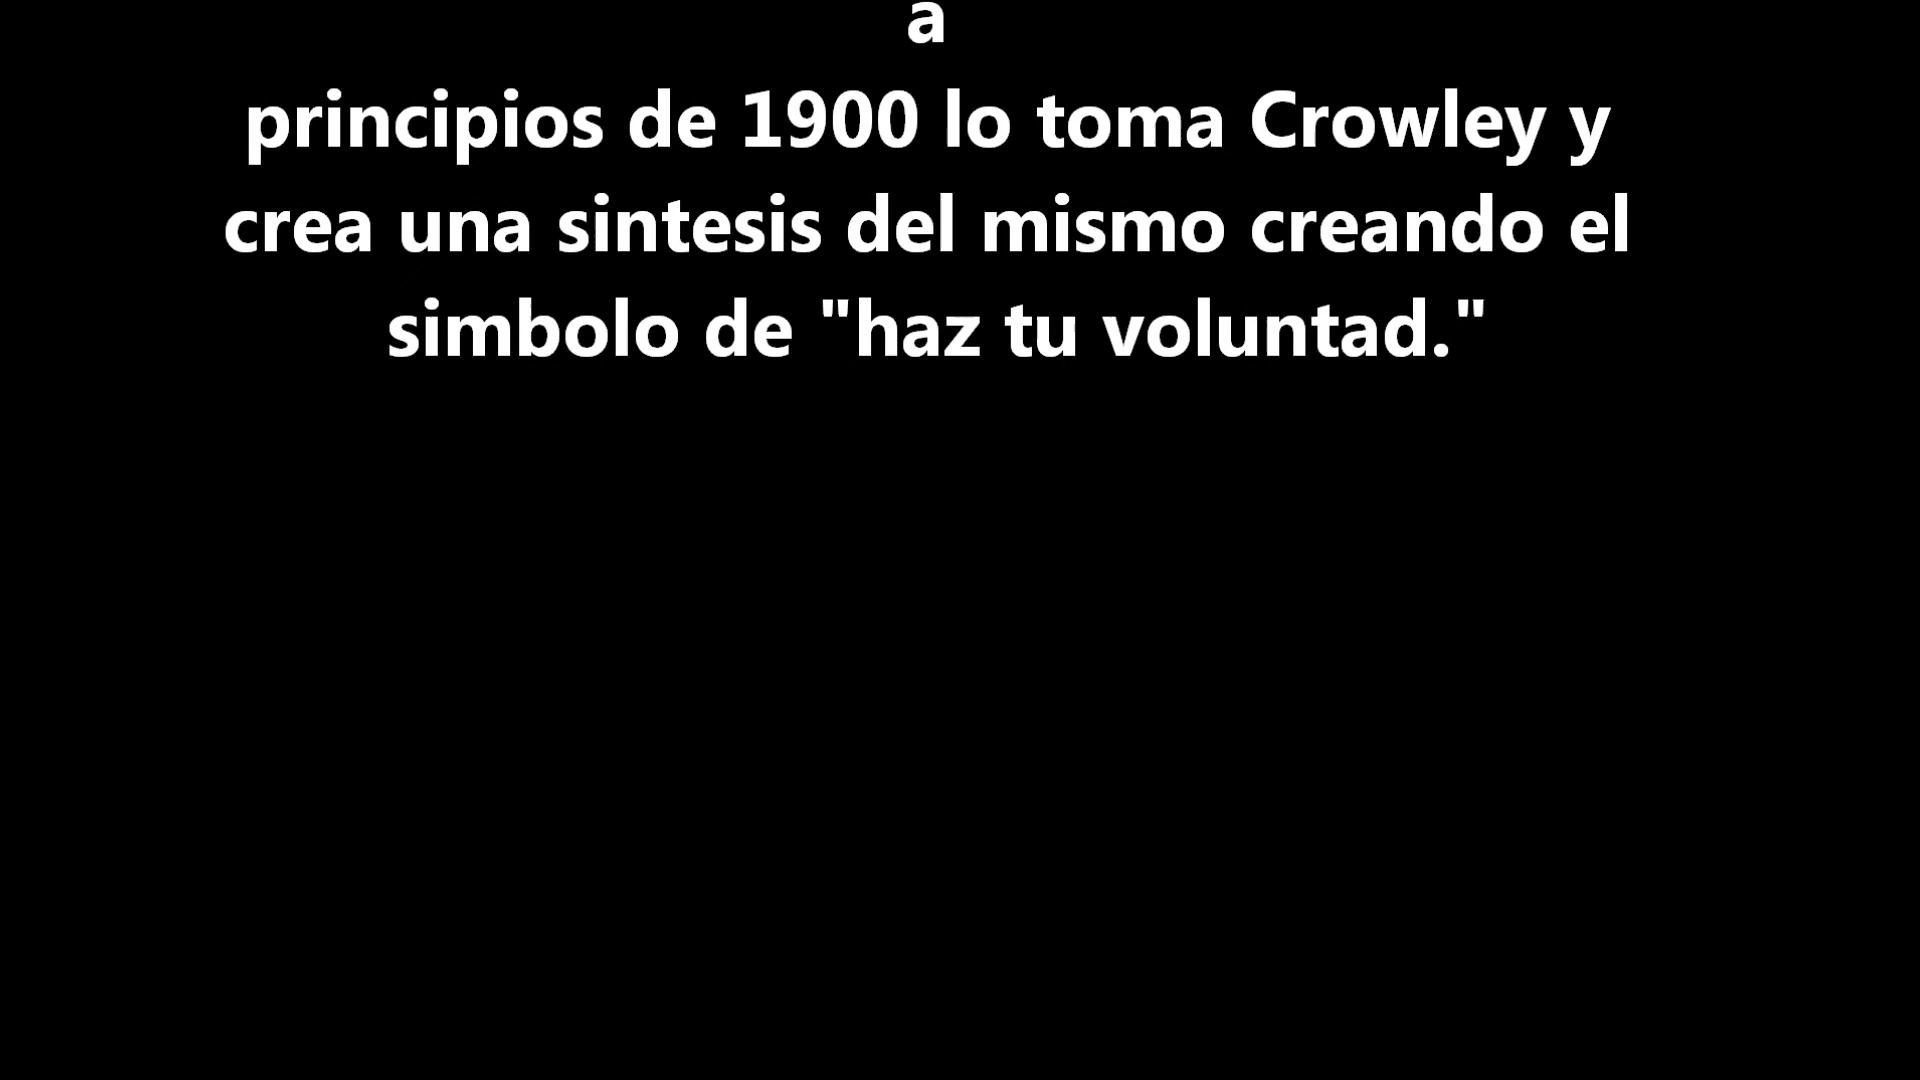 a
principios de 1900 lo toma Crowley y
crea una sintesis del mismo creando el
simbolo de "haz tu voluntad."